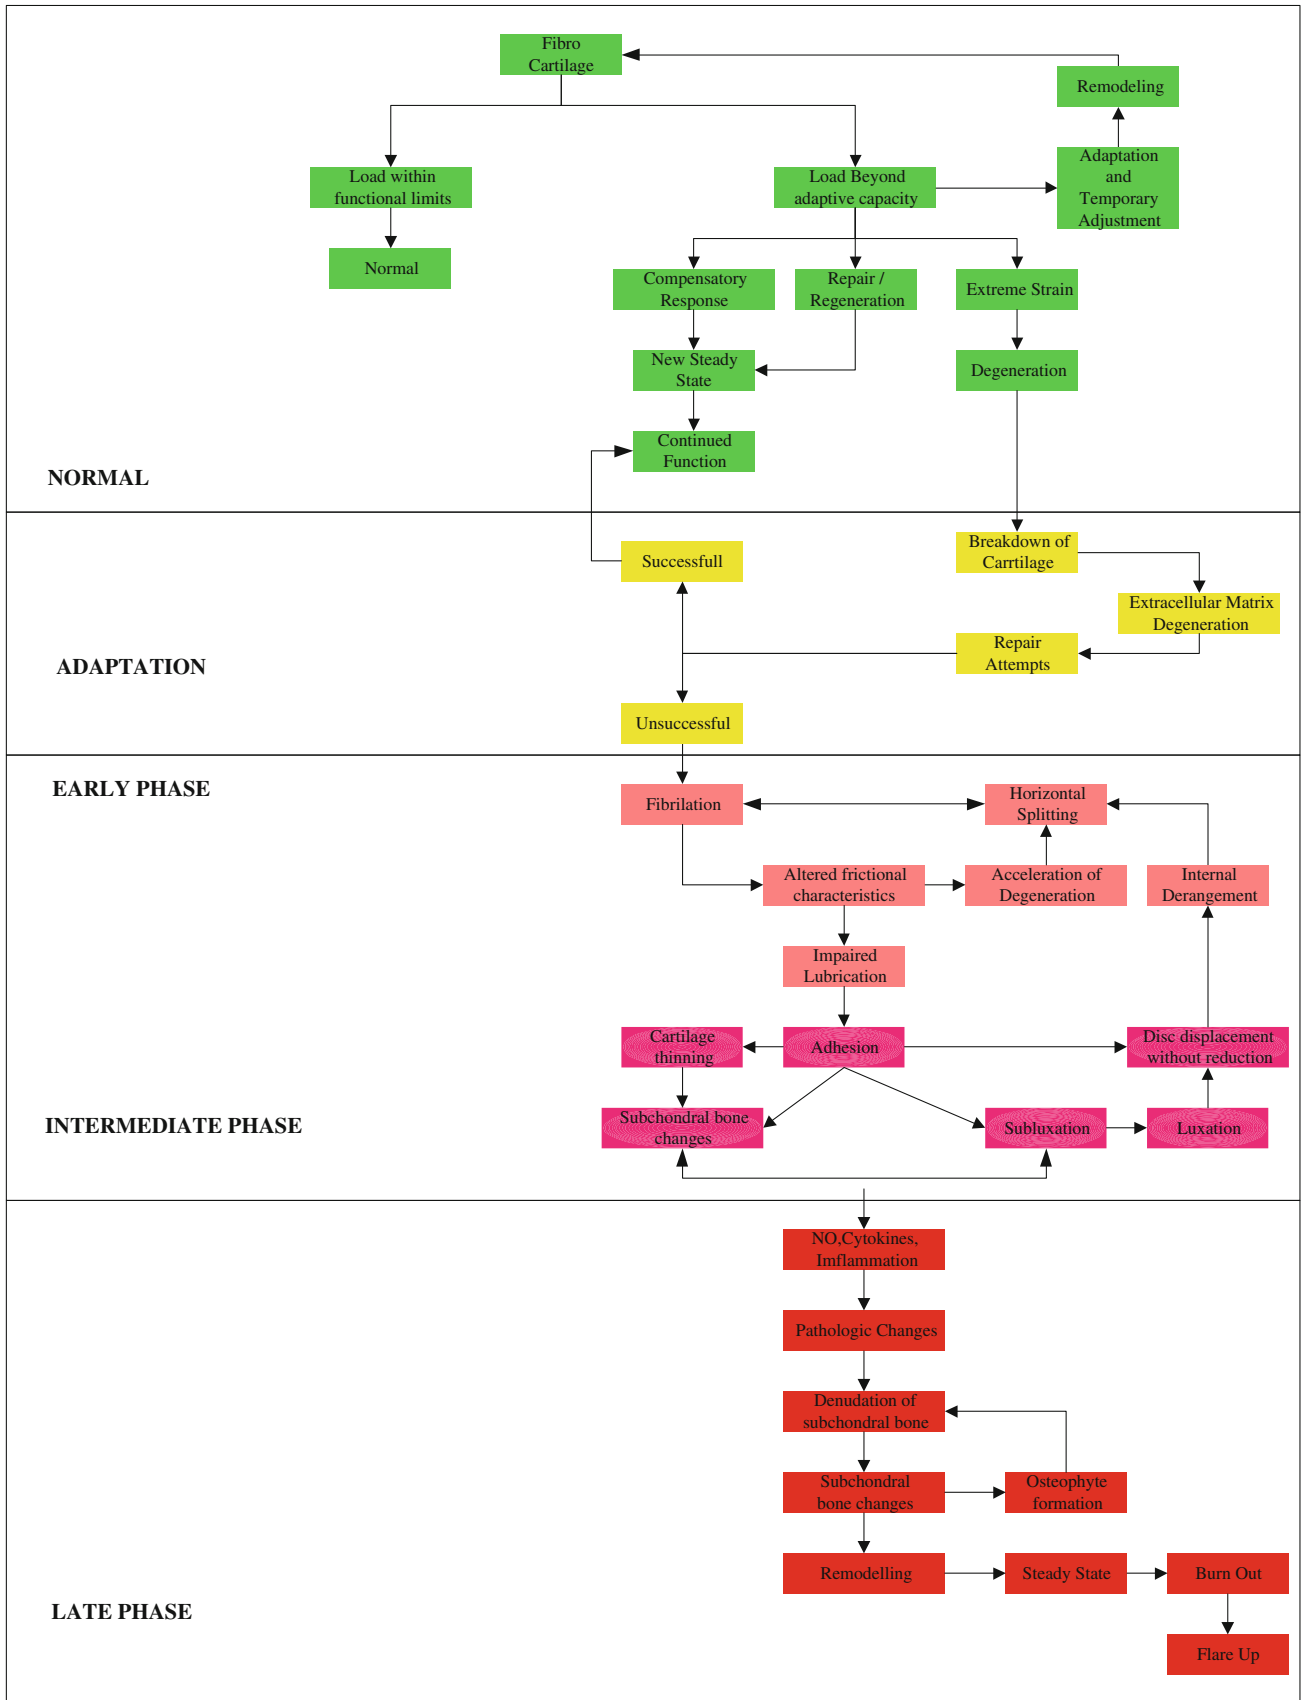 Fibro
Cartilage
Remodeling
Load within
functional limits
Load Beyond
adaptive capacity
Adaptation
and
Temporary
Adjustment
Normal
Compensatory
Response
Repair /
Regeneration
Extreme Strain
New Steady
State
Degeneration
Continued
Function
NORMAL
Successfull
Breakdown of
Carrtilage
Extracellular Matrix
Degeneration
Repair
Attempts
ADAPTATION
Unsuccessful
EARLY PHASE
Fibrilation
Horizontal
Splitting
Altered frictional
characteristics
Acceleration of
Degeneration
Internal
Derangement
Impaired
Lubrication
Cartilage
thinning
Adhesion
Disc displacement
without reduction
INTERMEDIATE PHASE
Subchondral bone
changes
Subluxation
Luxation
NO,Cytokines,
Imflammation
Pathologic Changes
Denudation of
subchondral bone
Subchondral
bone changes
Osteophyte
formation
Remodelling
Steady State
Burn Out
LATE PHASE
Flare Up